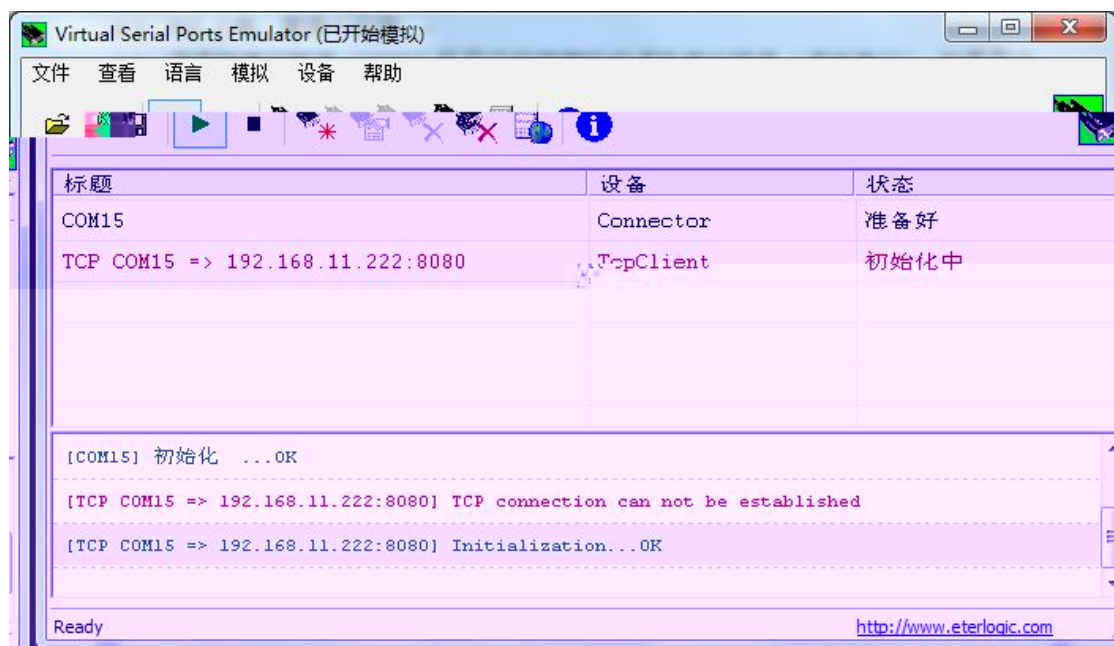 Virtual Serial Ports Emulator (已开始模拟)
文件 查看 语言 模拟 设备 帮助
标题 设备 状态
COM15 Connector 准备好
TCP COM15 => 192.168.11.222:8080 TcpClient 初始化中
[COM15] 初始化 ...OK
[TCP COM15 => 192.168.11.222:8080] TCP connection can not be established
[TCP COM15 => 192.168.11.222:8080] Initialization...OK
Ready http://www.eterlogic.com